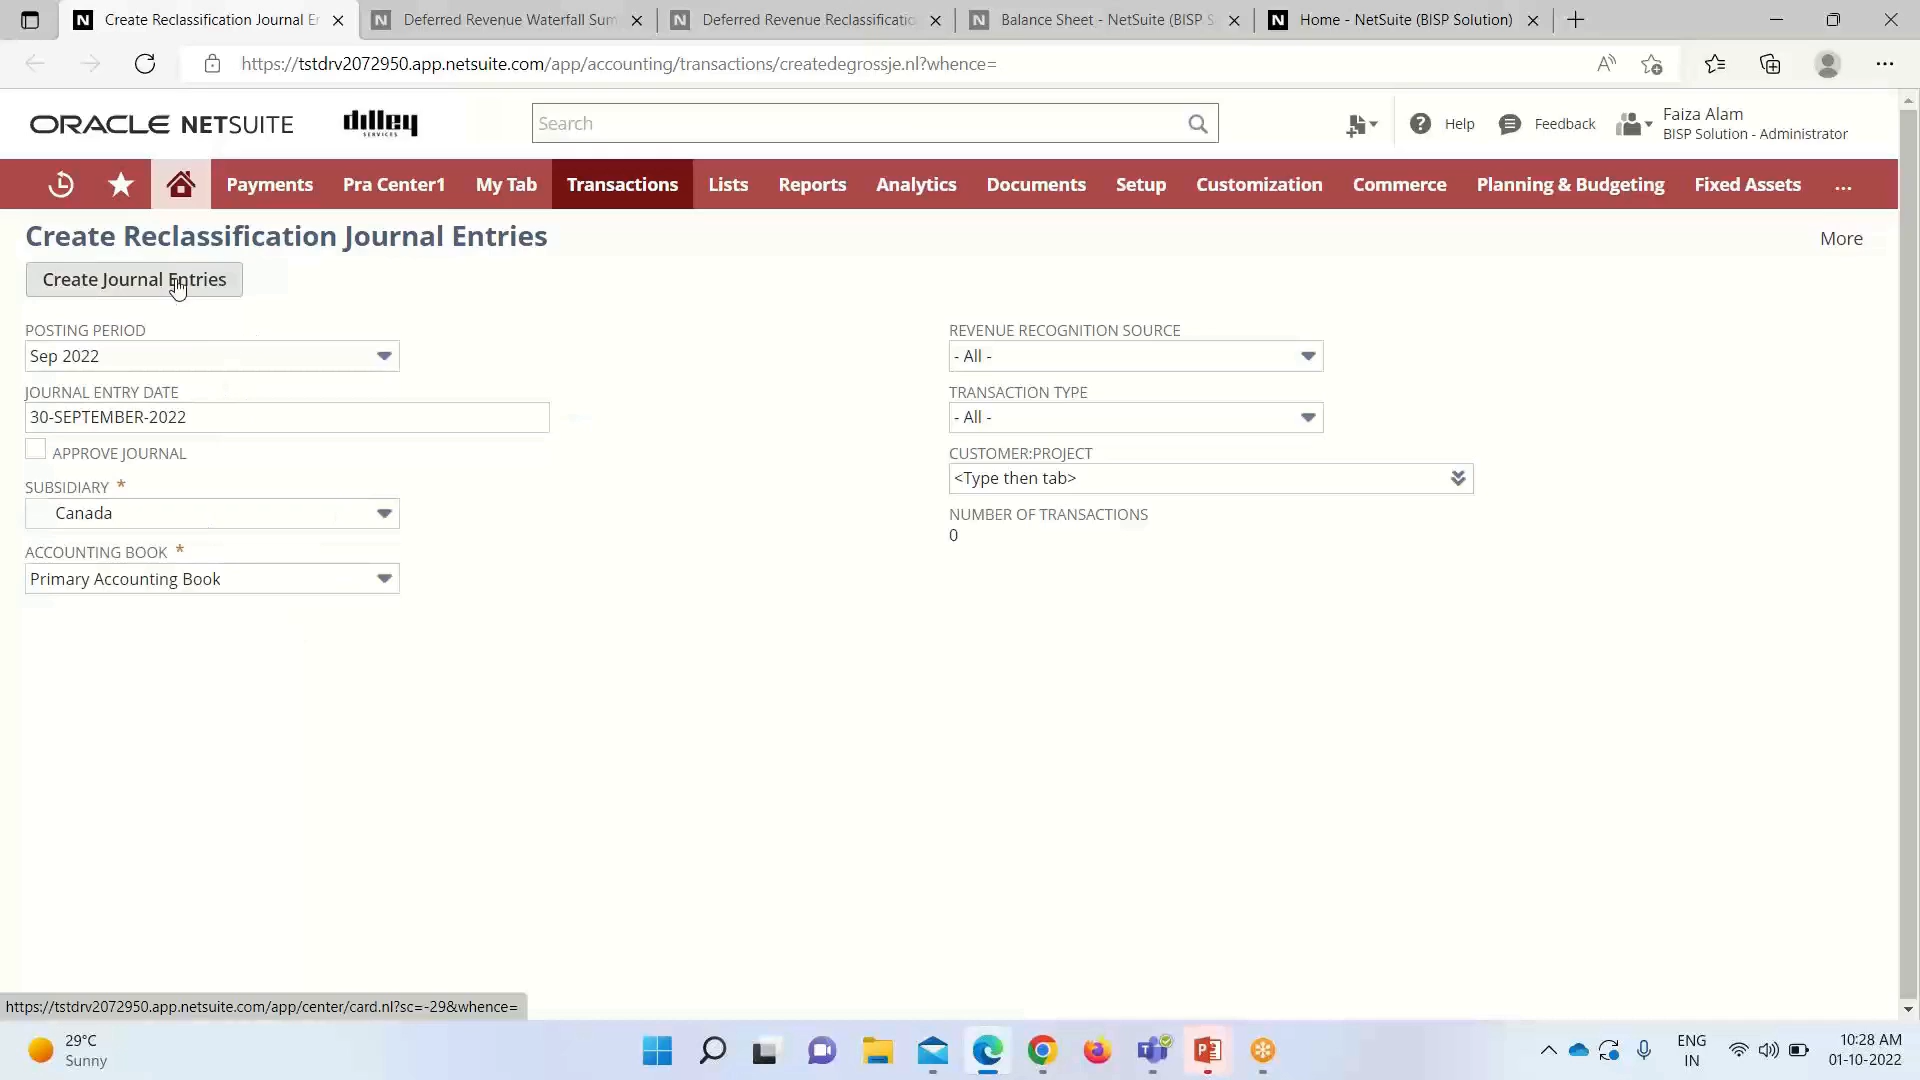 Create Reclassification Journal Er
Deferred Revenue Waterfall Sum
Deferred Revenue Reclassificatio
Balance Sheet - NetSuite (BISP S
Home - NetSuite (BISP Solution)
https://tstdrv2072950.app.netsuite.com/app/accounting/transactions/createdegrossje.nl?whence=
ORACLE NETSUITE
dilley
SERVICES
Search
Help
Feedback
Faiza Alam
BISP Solution - Administrator
Payments
Pra Center1
My Tab
Transactions
Lists
Reports
Analytics
Documents
Setup
Customization
Commerce
Planning & Budgeting
Fixed Assets
...
Create Reclassification Journal Entries
More
Create Journal Entries
POSTING PERIOD
Sep 2022
JOURNAL ENTRY DATE
30-SEPTEMBER-2022
APPROVE JOURNAL
SUBSIDIARY *
Canada
ACCOUNTING BOOK *
Primary Accounting Book
REVENUE RECOGNITION SOURCE
- All -
TRANSACTION TYPE
- All -
CUSTOMER:PROJECT
<Type then tab>
NUMBER OF TRANSACTIONS
0
https://tstdrv2072950.app.netsuite.com/app/center/card.nl?sc=-29&whence=
29°C
Sunny
ENG
IN
10:28 AM
01-10-2022